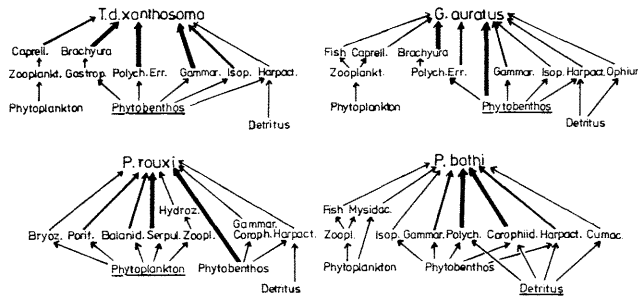 T.d.xanthosoma
Caprell. Brachyura
Zooplankt. Gastrop. Polych.Err. Gammar. Isop. Harpact.
Phytoplankton Phytobenthos
Detritus
G.auratus
Fish Caprell. Brachyura
Zooplankt. Polych.Err. Gammar. Isop. Harpact. Ophiur.
Phytoplankton Phytobenthos
Detritus
P.rouxi
Hydroz.
Bryoz. Porif. Balanid. Serpul. Zoopl. Gammar. Coroph. Harpact.
Phytoplankton Phytobenthos
Detritus
P.bathi
Fish Mysidac.
Zoopl. Isop. Gammar. Polych. Corophiid. Harpact. Cumac.
Phytoplankton Phytobenthos
Detritus